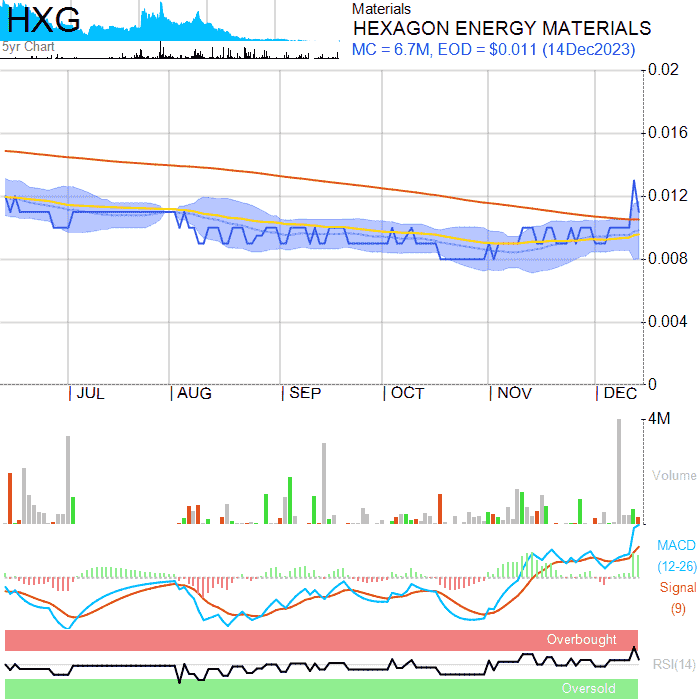 HXG
5yr Chart
Materials
HEXAGON ENERGY MATERIALS
MC = 6.7M, EOD = $0.011 (14Dec2023)
0.02
0.016
0.012
0.008
0.004
0
JUL AUG SEP OCT NOV DEC
4M
Volume
MACD
(12-26)
Signal
(9)
Overbought
RSI(14)
Oversold